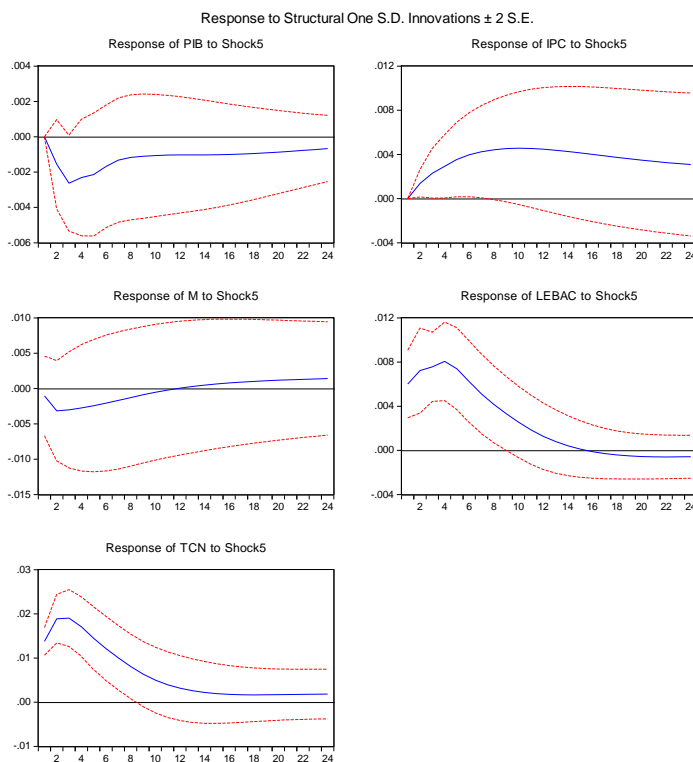 Response to Structural One S.D. Innovations ± 2 S.E.
Response of PIB to Shock5
.004
.002
.000
-.002
-.004
-.006
2 4 6 8 10 12 14 16 18 20 22 24
Response of IPC to Shock5
.012
.008
.004
.000
-.004
2 4 6 8 10 12 14 16 18 20 22 24
Response of M to Shock5
.010
.005
.000
-.005
-.010
-.015
2 4 6 8 10 12 14 16 18 20 22 24
Response of LEBAC to Shock5
.012
.008
.004
.000
-.004
2 4 6 8 10 12 14 16 18 20 22 24
Response of TCN to Shock5
.03
.02
.01
.00
-.01
2 4 6 8 10 12 14 16 18 20 22 24